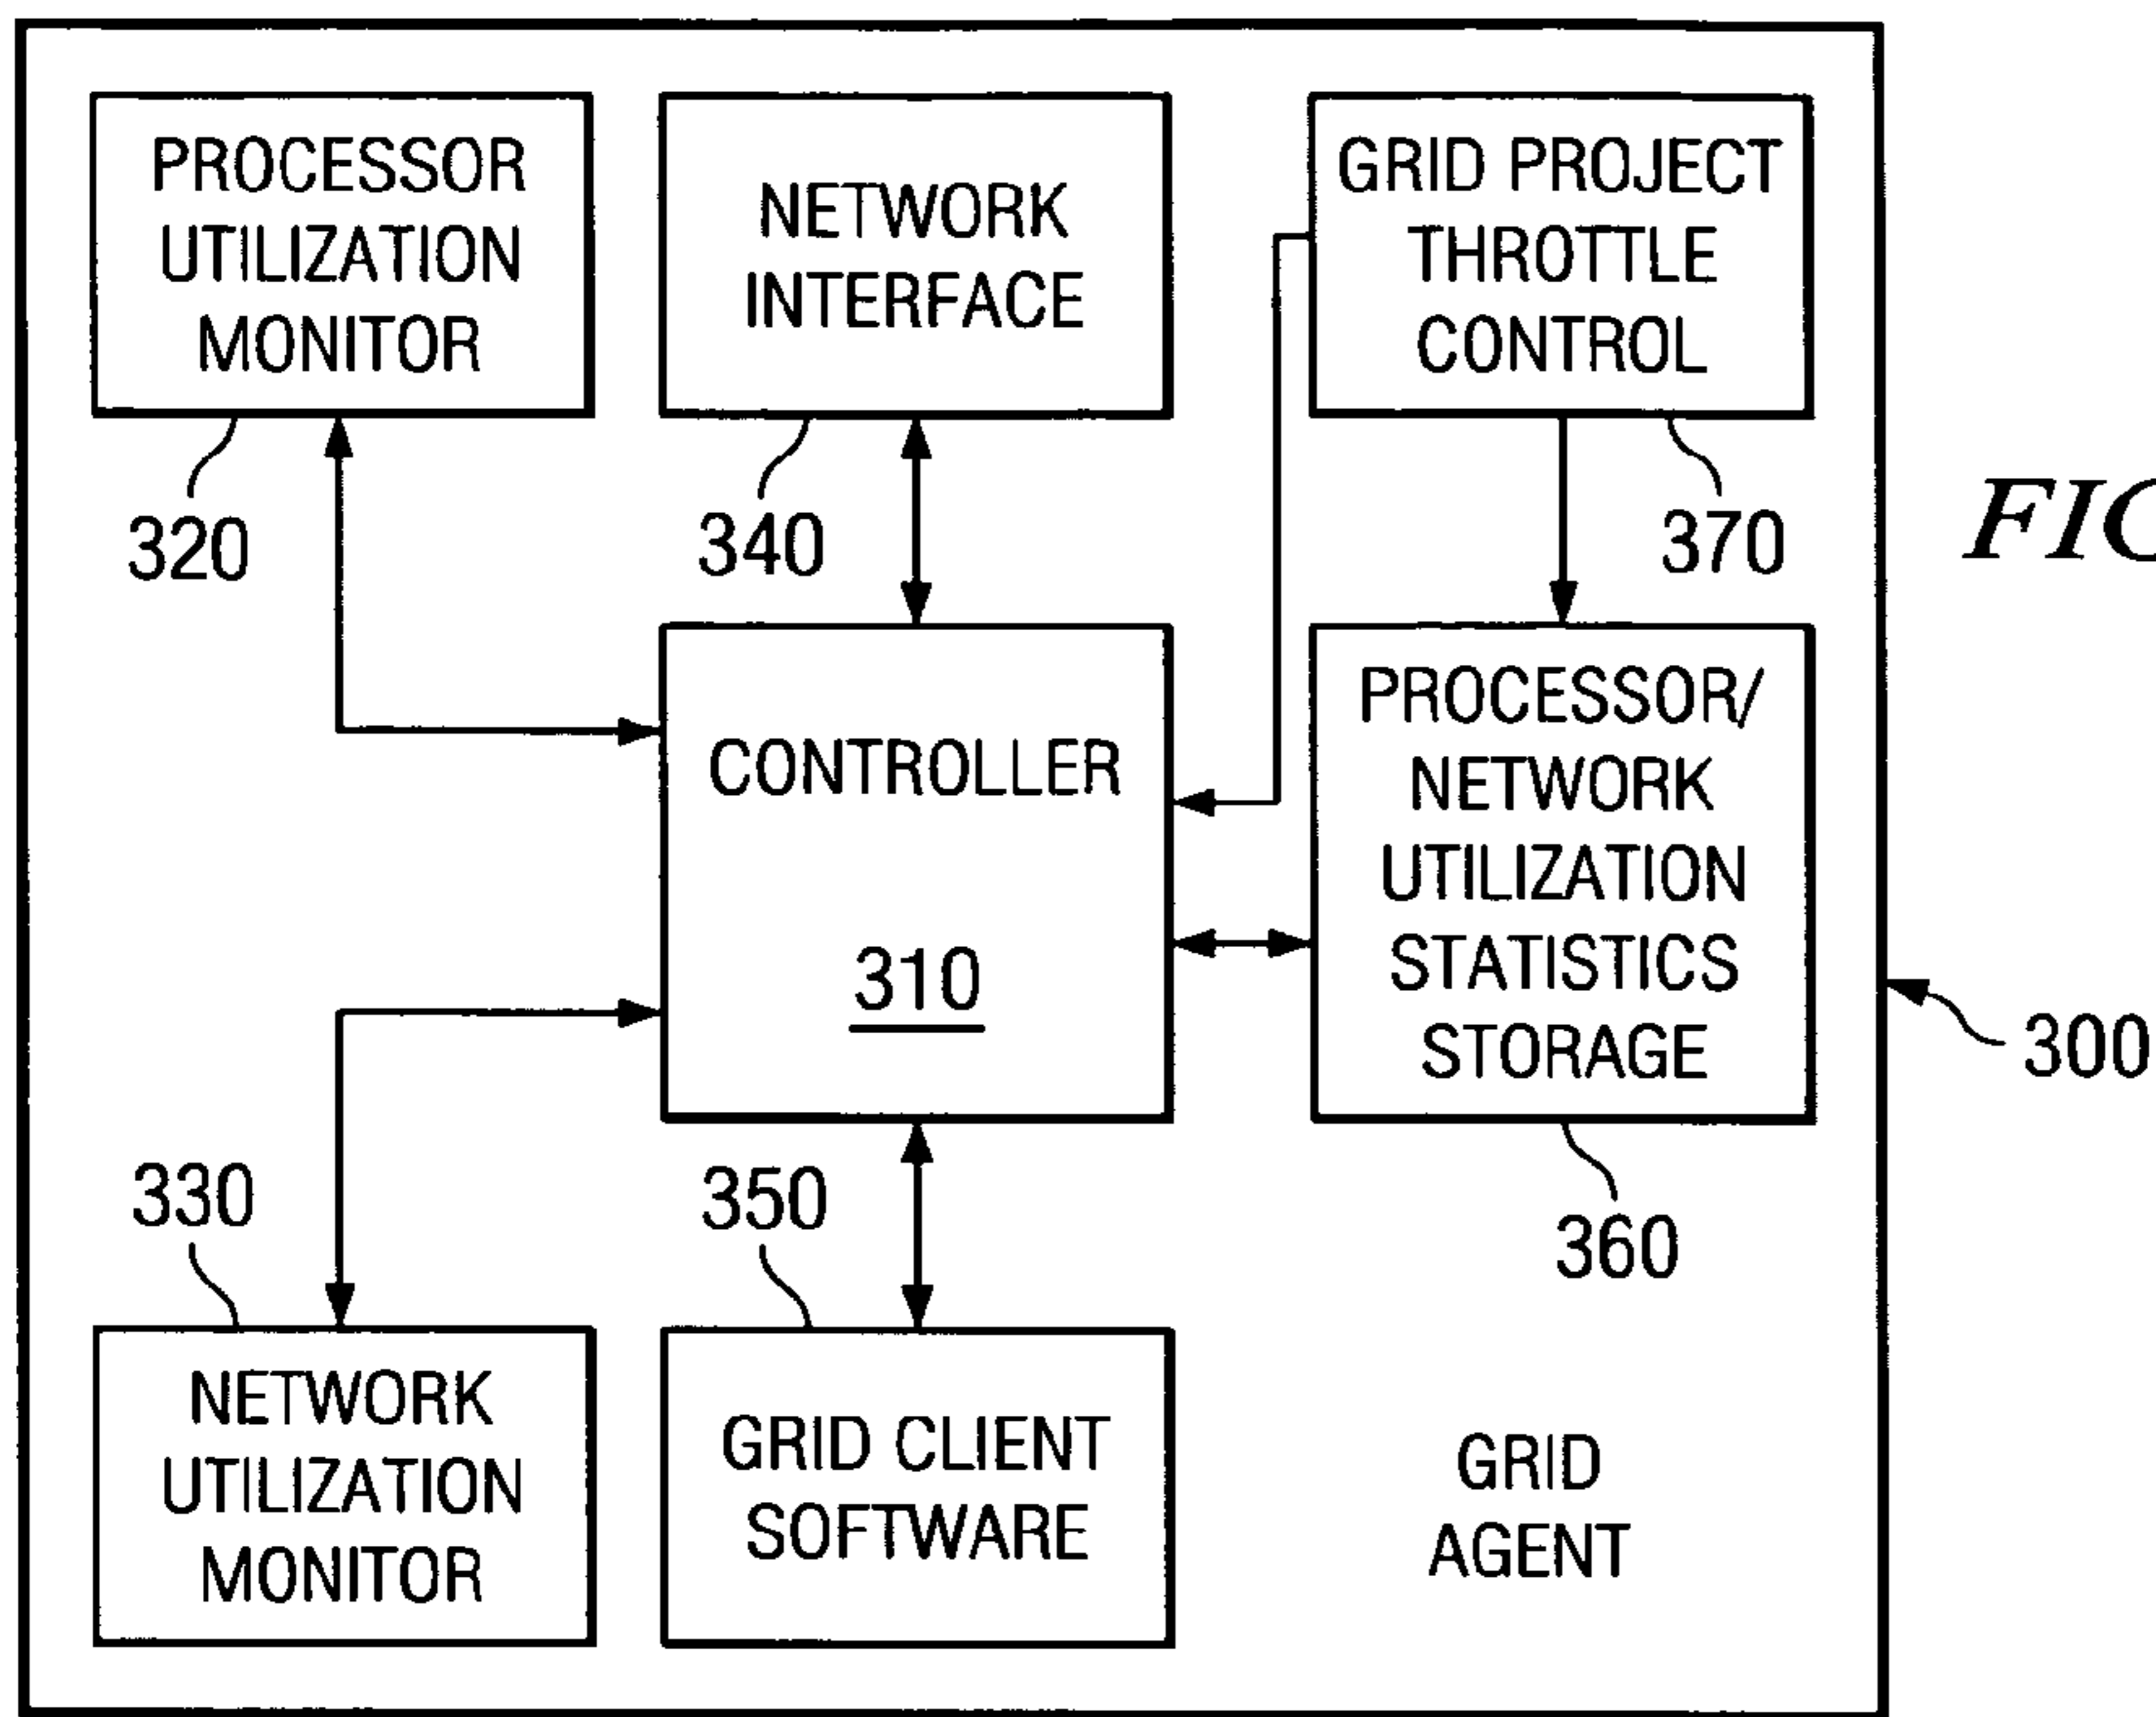 PROCESSOR
UTILIZATION
MONITOR
320
NETWORK
INTERFACE
340
GRID PROJECT
THROTTLE
CONTROL
370
CONTROLLER
310
PROCESSOR/
NETWORK
UTILIZATION
STATISTICS
STORAGE
360
300
330
NETWORK
UTILIZATION
MONITOR
350
GRID CLIENT
SOFTWARE
GRID
AGENT